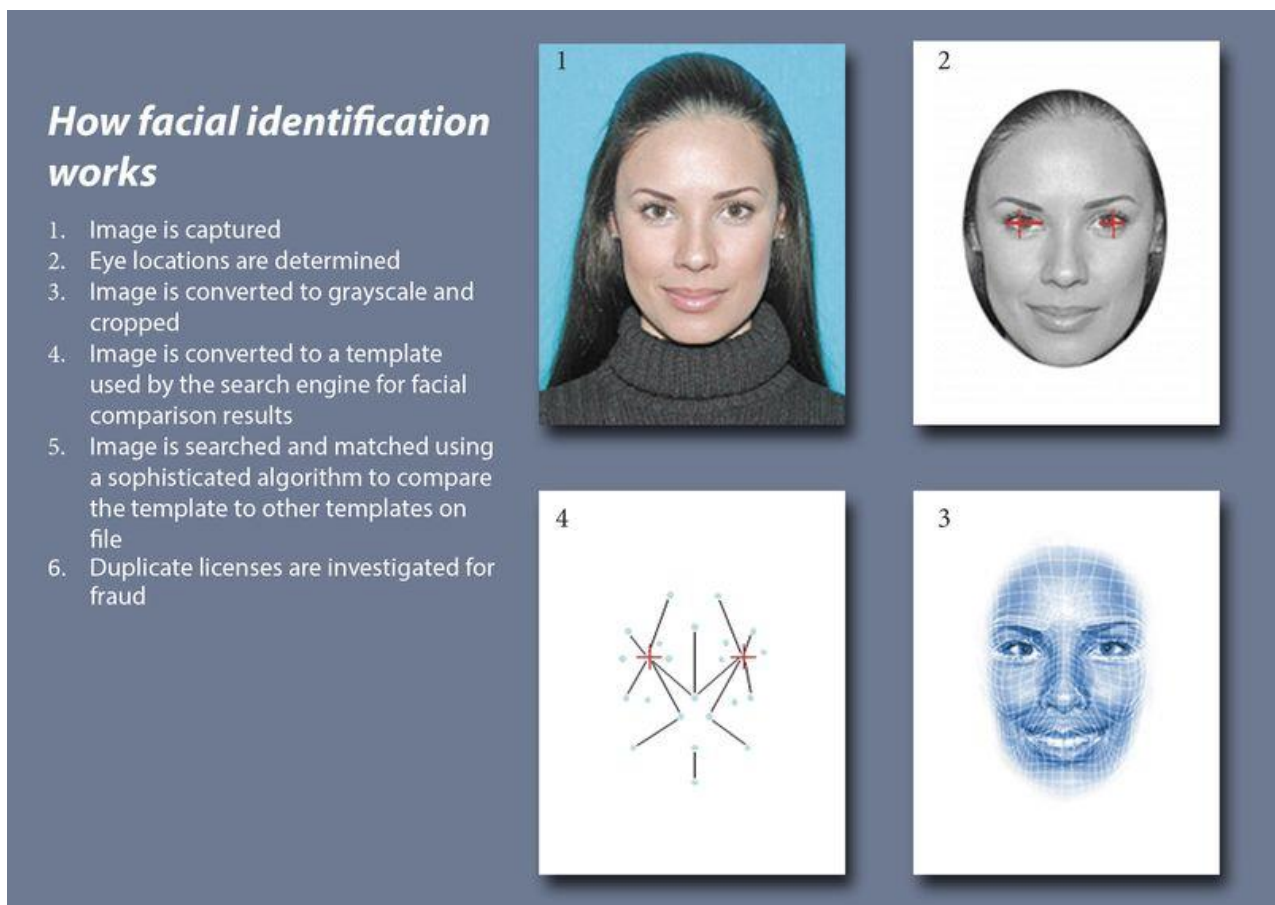 How facial identification
works
1. Image is captured
2. Eye locations are determined
3. Image is converted to grayscale and
cropped
4. Image is converted to a template
used by the search engine for facial
comparison results
5. Image is searched and matched using
a sophisticated algorithm to compare
the template to other templates on
file
6. Duplicate licenses are investigated for
fraud
1
2
4
3